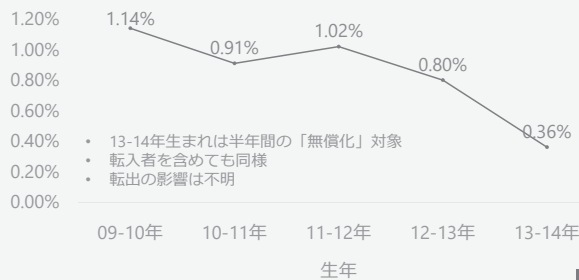 1.20%
1.14%
1.00%
0.91%
1.02%
0.80%
0.80%
0.60%
0.40%
0.36%
0.20%
0.00%
• 13-14年生まれは半年間の「無償化」対象
• 転入者を含めても同様
• 転出の影響は不明
09-10年 10-11年 11-12年 12-13年 13-14年
生年